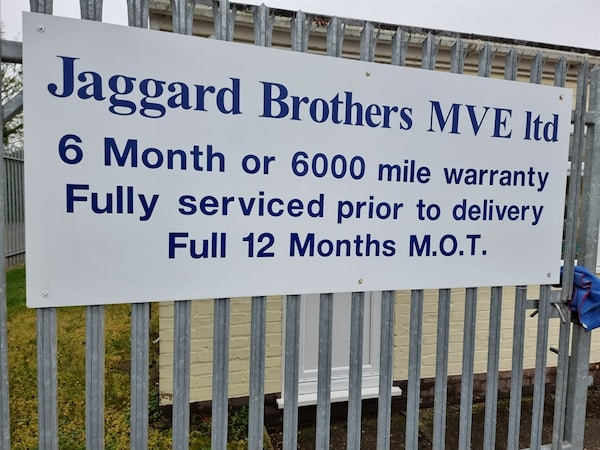 Jaggard Brothers MVE ltd
6 Month or 6000 mile warranty
Fully serviced prior to delivery
Full 12 Months M.O.T.